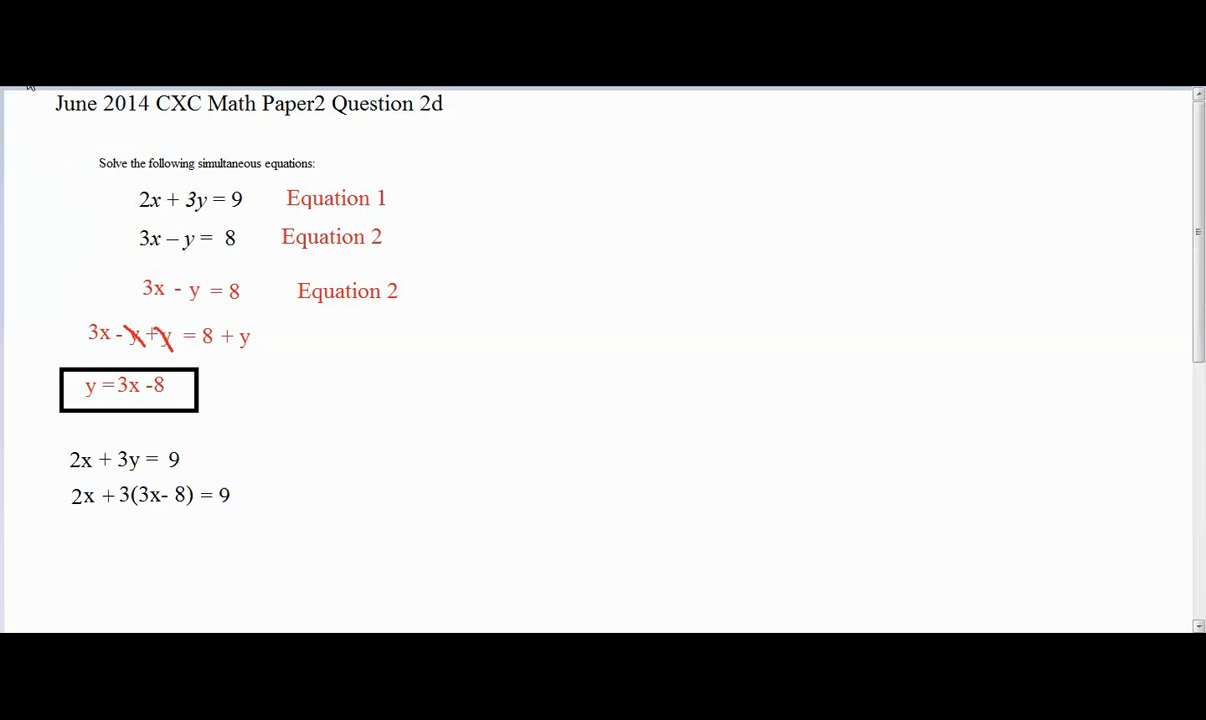 June 2014 CXC Math Paper2 Question 2d
Solve the following simultaneous equations:
2x + 3y = 9 Equation 1
3x – y = 8 Equation 2
3x - y = 8 Equation 2
3x - y + y = 8 + y
y = 3x -8
2x + 3y = 9
2x + 3(3x- 8) = 9